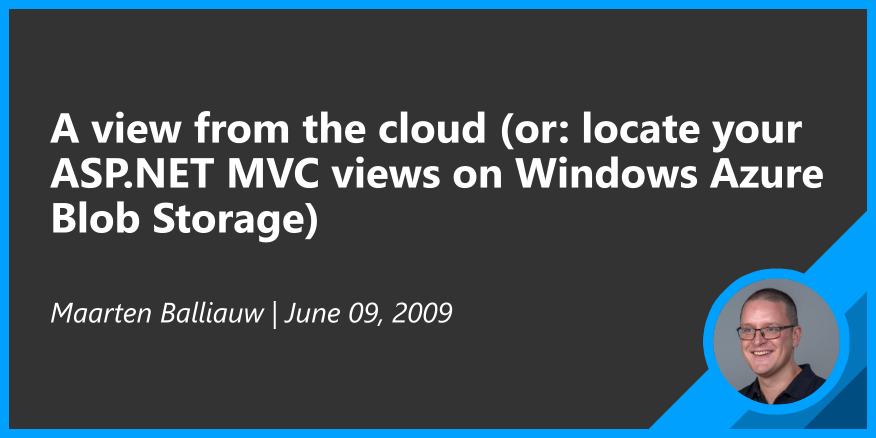 A view from the cloud (or: locate your
ASP.NET MVC views on Windows Azure
Blob Storage)
Maarten Balliauw | June 09, 2009